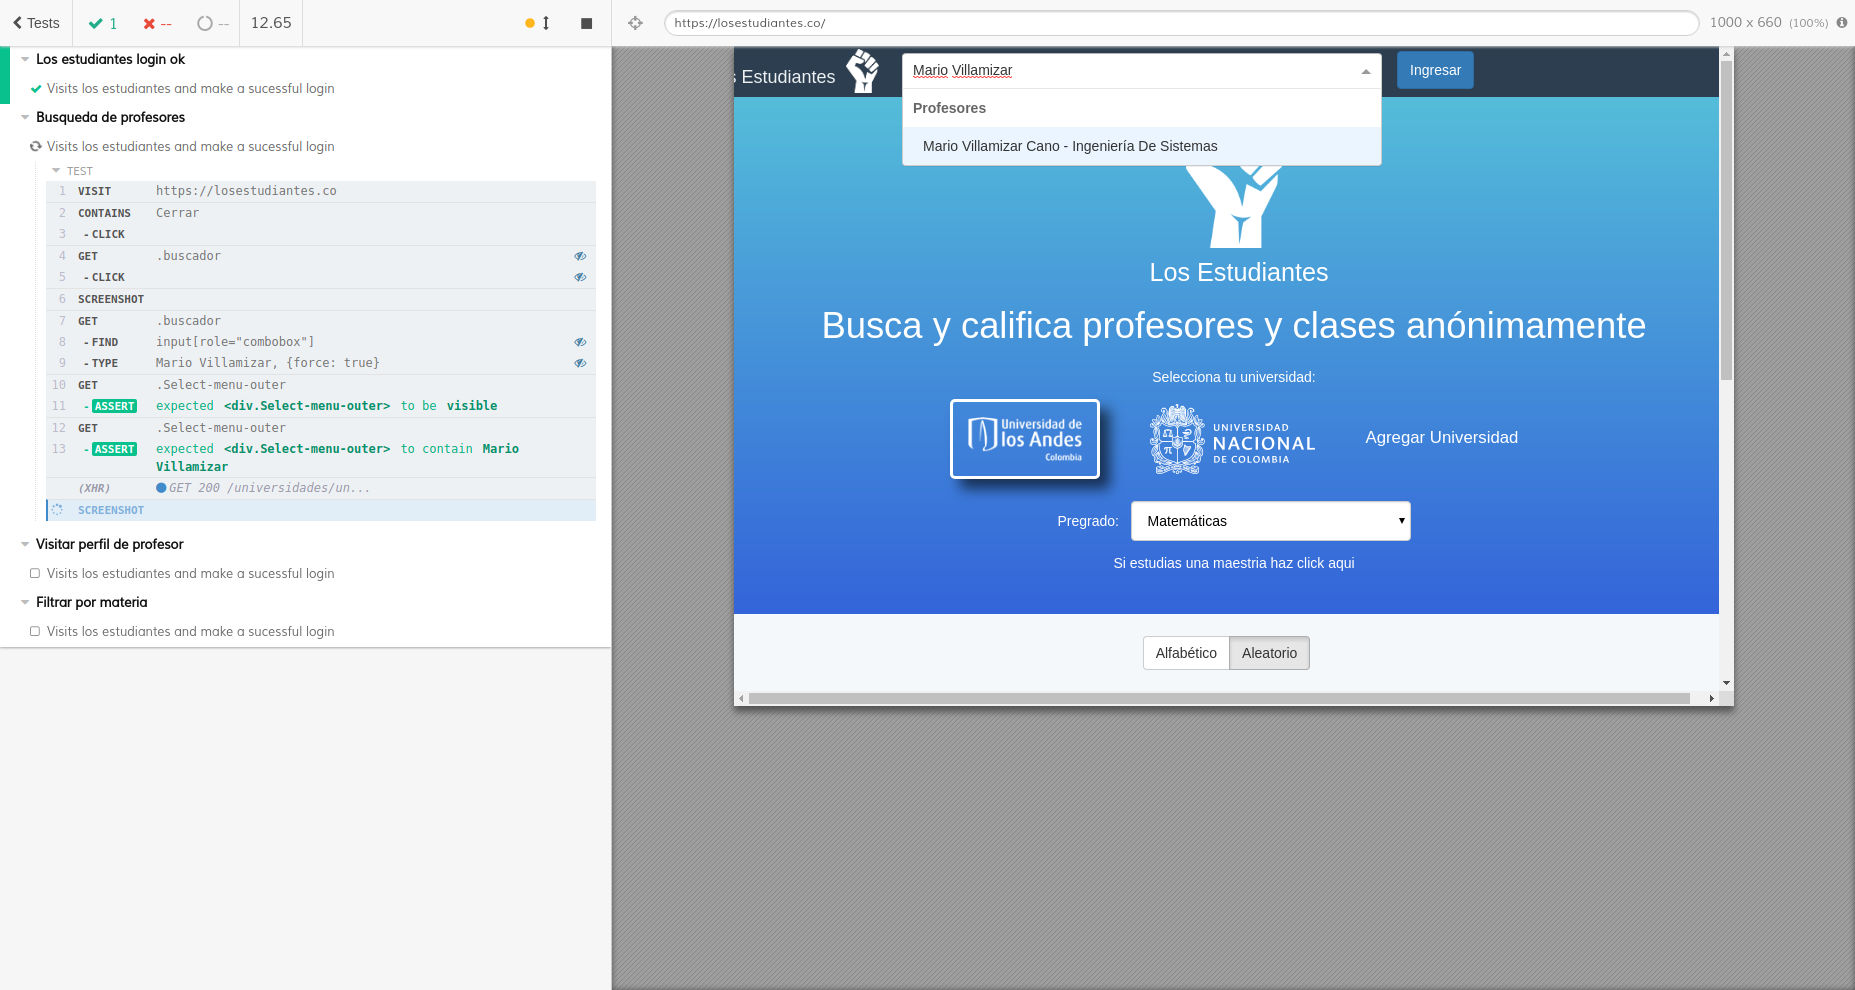 Tests
1
--
--
12.65
https://losestudiantes.co/
1000 x 660 (100%)
Los estudiantes login ok
Visits los estudiantes and make a sucessful login
Busqueda de profesores
Visits los estudiantes and make a sucessful login
TEST
1 VISIT https://losestudiantes.co
2 CONTAINS Cerrar
3 - CLICK
4 GET .buscador
5 - CLICK
6 SCREENSHOT
7 GET .buscador
8 - FIND input[role="combobox"]
9 - TYPE Mario Villamizar, {force: true}
10 GET .Select-menu-outer
11 - ASSERT expected <div.Select-menu-outer> to be visible
12 GET .Select-menu-outer
13 - ASSERT expected <div.Select-menu-outer> to contain Mario
Villamizar
(XHR) GET 200 /universidades/un...
SCREENSHOT
Visitar perfil de profesor
Visits los estudiantes and make a sucessful login
Filtrar por materia
Visits los estudiantes and make a sucessful login
s Estudiantes
Mario Villamizar
Ingresar
Profesores
Mario Villamizar Cano - Ingeniería De Sistemas
Los Estudiantes
Busca y califica profesores y clases anónimamente
Selecciona tu universidad:
Universidad de
los Andes
Colombia
UNIVERSIDAD
NACIONAL
DE COLOMBIA
Agregar Universidad
Pregrado: Matemáticas
Si estudias una maestria haz click aqui
Alfabético Aleatorio